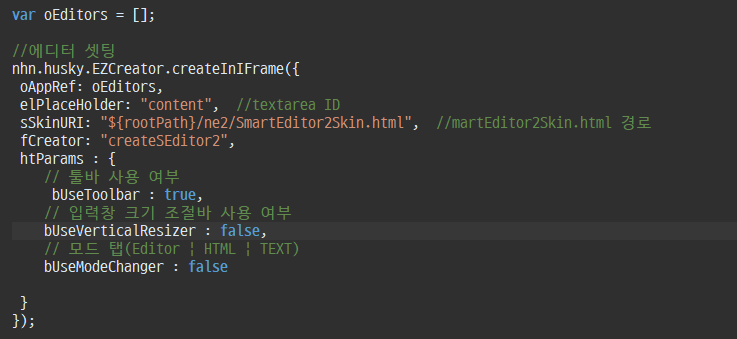 var oEditors = [];
//에디터 셋팅
nhn.husky.EZCreator.createInIFrame({
oAppRef: oEditors,
elPlaceHolder: "content",  //textarea ID
sSkinURI: "${rootPath}/ne2/SmartEditor2Skin.html",  //martEditor2Skin.html 경로
fCreator: "createSEditor2",
htParams : {
// 툴바 사용 여부
bUseToolbar : true,
// 입력창 크기 조절바 사용 여부
bUseVerticalResizer : false,
// 모드 탭(Editor ¦ HTML ¦ TEXT)
bUseModeChanger : false
}
});